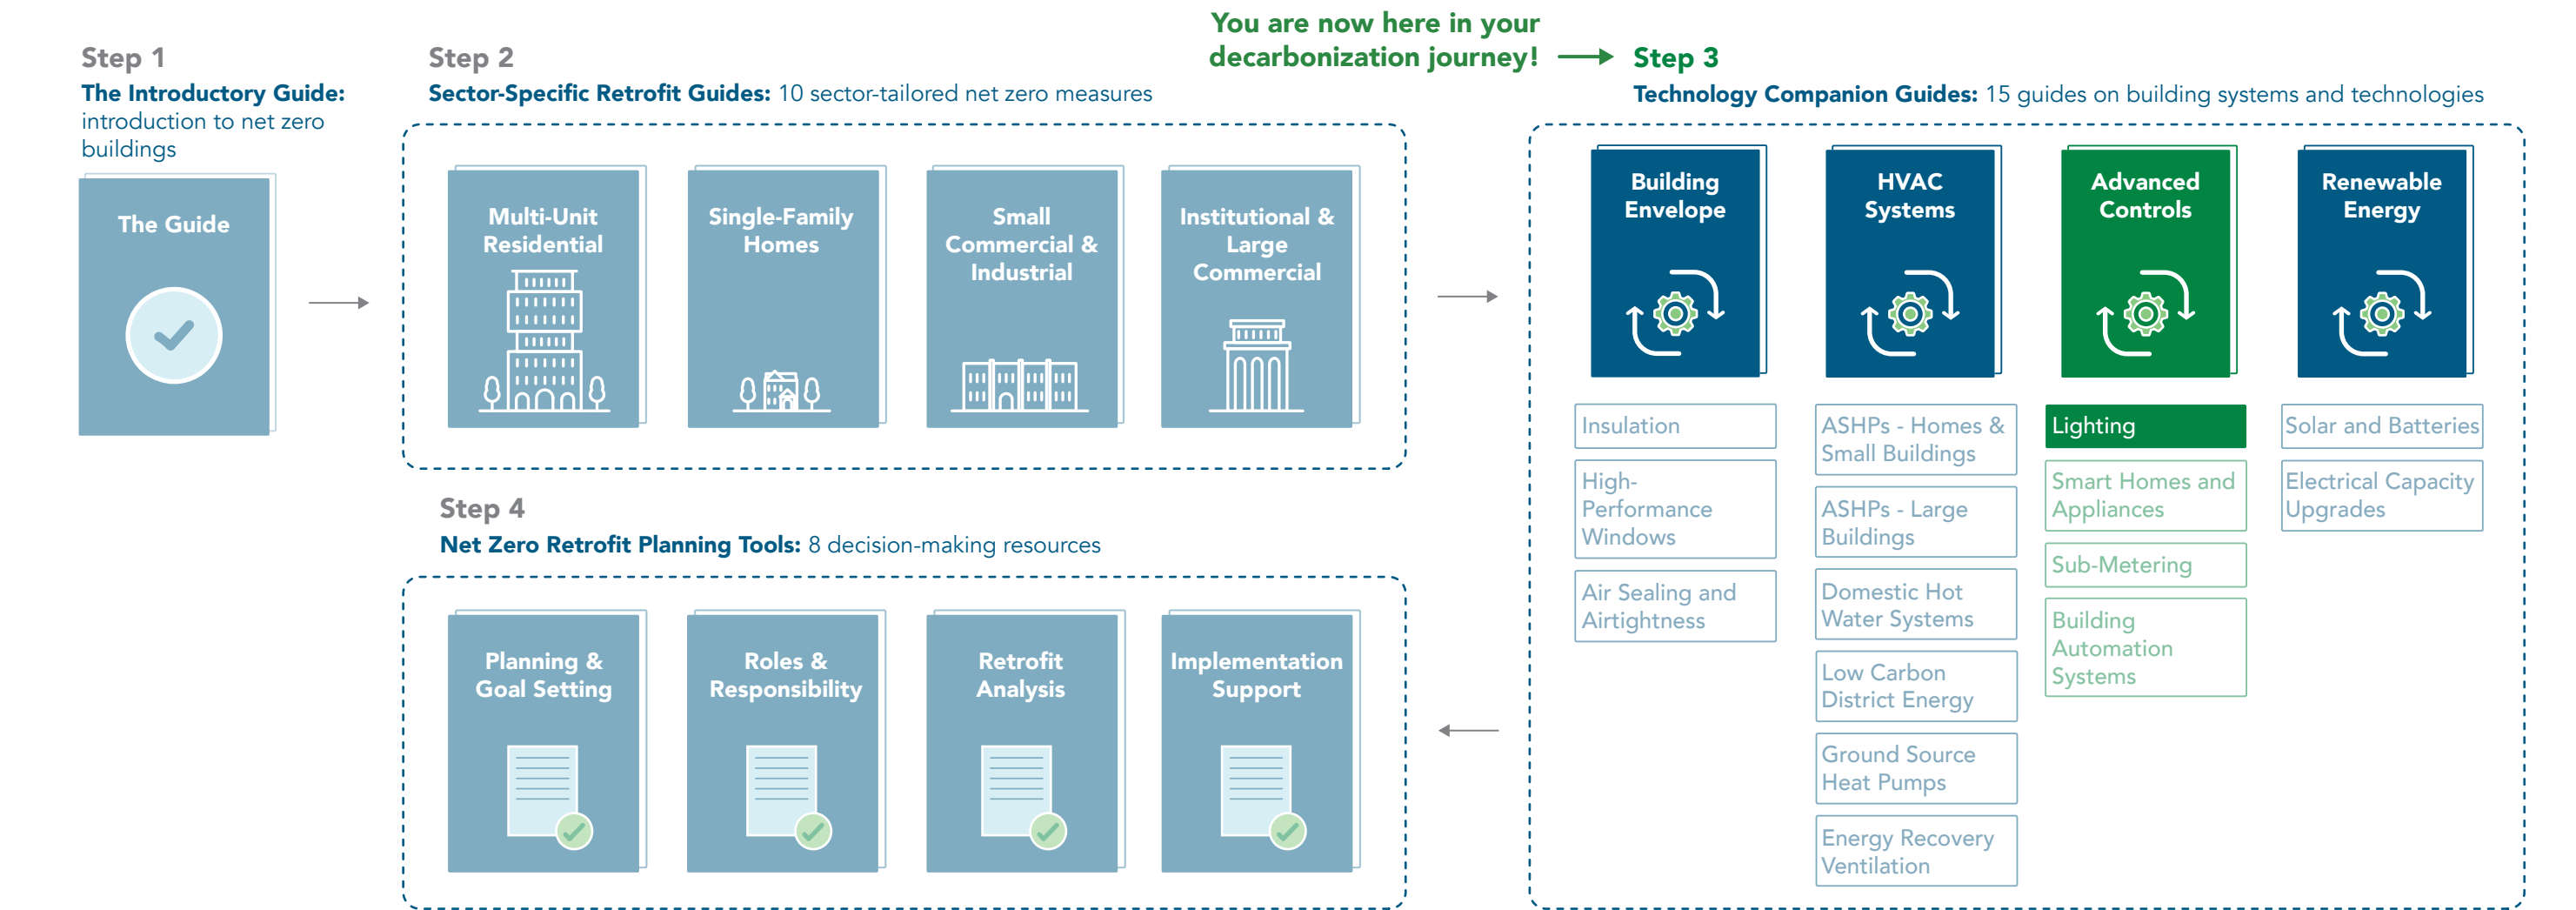 Step 1
The Introductory Guide:
introduction to net zero
buildings
The Guide
Step 2
Sector-Specific Retrofit Guides: 10 sector-tailored net zero measures
Multi-Unit
Residential
Single-Family
Homes
Small
Commercial &
Industrial
Institutional &
Large
Commercial
You are now here in your
decarbonization journey!
Step 3
Technology Companion Guides: 15 guides on building systems and technologies
Building
Envelope
Insulation
High-
Performance
Windows
Air Sealing and
Airtightness
HVAC
Systems
ASHPs - Homes &
Small Buildings
ASHPs - Large
Buildings
Domestic Hot
Water Systems
Low Carbon
District Energy
Ground Source
Heat Pumps
Energy Recovery
Ventilation
Advanced
Controls
Lighting
Smart Homes and
Appliances
Sub-Metering
Building
Automation
Systems
Renewable
Energy
Solar and Batteries
Electrical Capacity
Upgrades
Step 4
Net Zero Retrofit Planning Tools: 8 decision-making resources
Planning &
Goal Setting
Roles &
Responsibility
Retrofit
Analysis
Implementation
Support